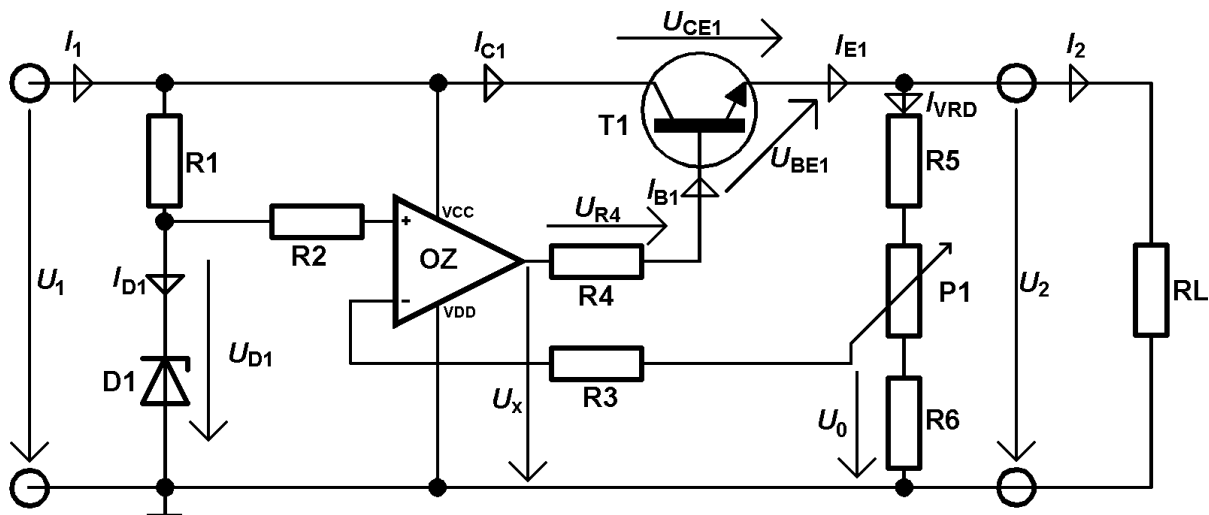 UCE1
I1
IC1
IE1
I2
IVRD
T1
R1
R5
UBE1
IB1
VCC
UR4
+
R2
OZ
R4
P1
U1
ID1
U2
RL
−
VDD
UD1
D1
R3
Ux
U0
R6